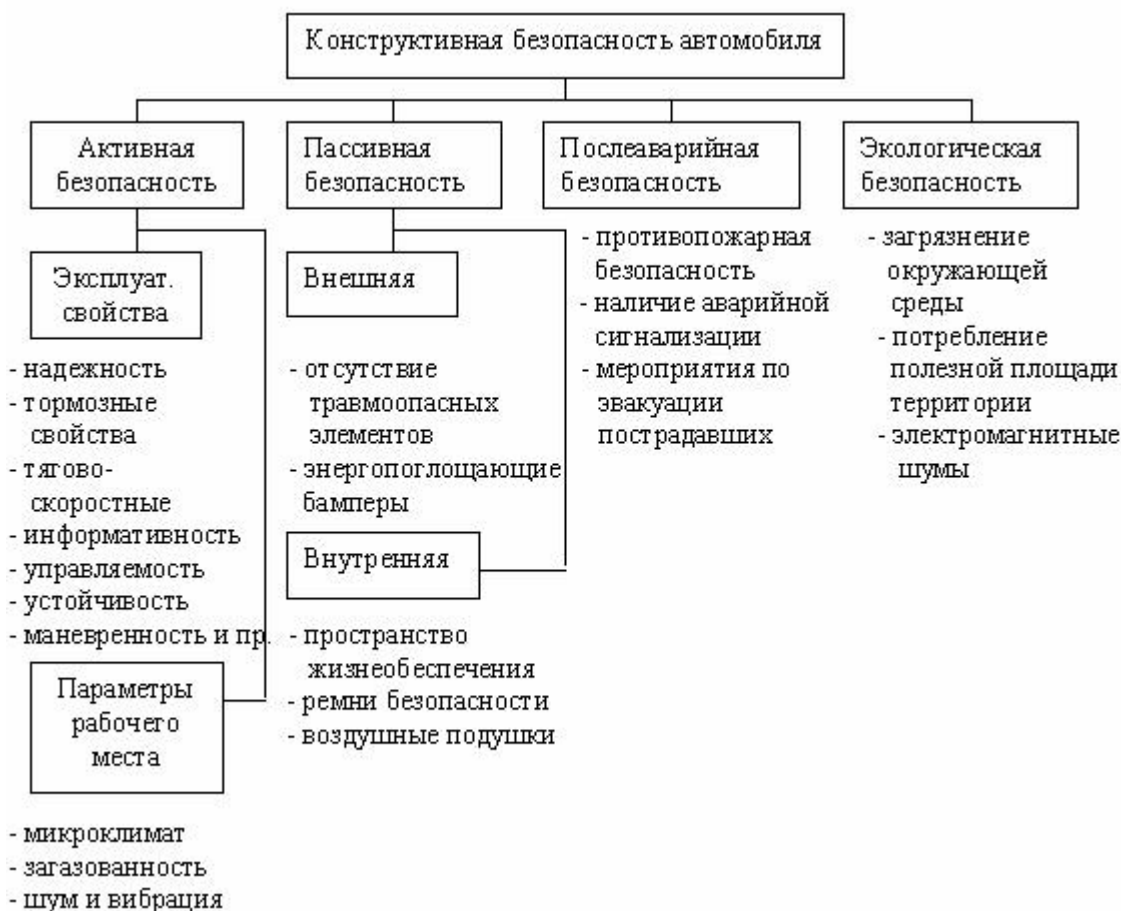 Конструктивная безопасность автомобиля
Активная
безопасность
Эксплуат.
свойства
- надежность
- тормозные
свойства
- тягово-
скоростные
- информативность
- управляемость
- устойчивость
- маневренность и пр.
Параметры
рабочего
места
- микроклимат
- загазованность
- шум и вибрация
Пассивная
безопасность
Внешняя
- отсутствие
травмоопасных
элементов
- энергопоглощающие
бамперы
Внутренняя
- пространство
жизнеобеспечения
- ремни безопасности
- воздушные подушки
Послеаварийная
безопасность
- противопожарная
безопасность
- наличие аварийной
сигнализации
- мероприятия по
эвакуации
пострадавших
Экологическая
безопасность
- загрязнение
окружающей
среды
- потребление
полезной площади
территории
- электромагнитные
шумы